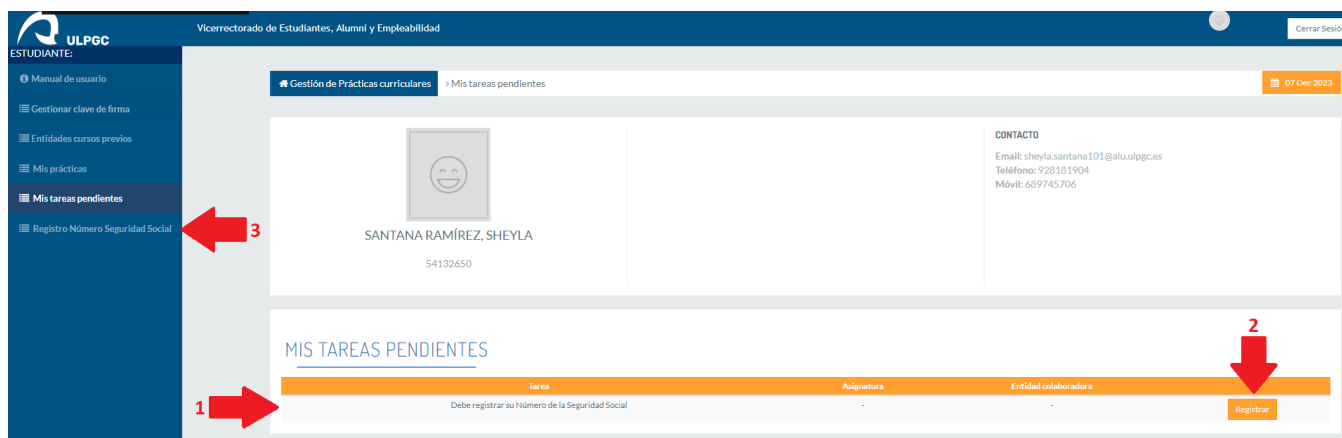 ULPGC
Vicerrectorado de Estudiantes, Alumni y Empleabilidad
Cerrar Sesió
ESTUDIANTE:
Manual de usuario
Gestionar clave de firma
Entidades cursos previos
Mis prácticas
Mis tareas pendientes
Registro Número Seguridad Social
3
Gestión de Prácticas curriculares > Mis tareas pendientes
07 Dec 2023
SANTANA RAMÍREZ, SHEYLA
54132650
CONTACTO
Email: sheyla.santana101@alu.ulpgc.es
Teléfono: 928181904
Móvil: 689745706
MIS TAREAS PENDIENTES
2
Tarea Asignatura Entidad colaboradora
1
Debe registrar su Número de la Seguridad Social - - Registrar